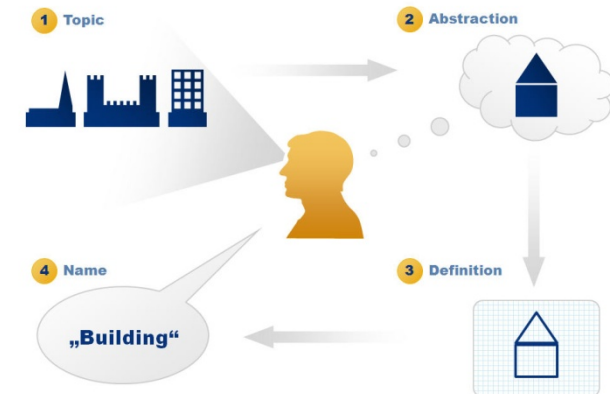 1 Topic
2 Abstraction
4 Name
3 Definition
„Building“